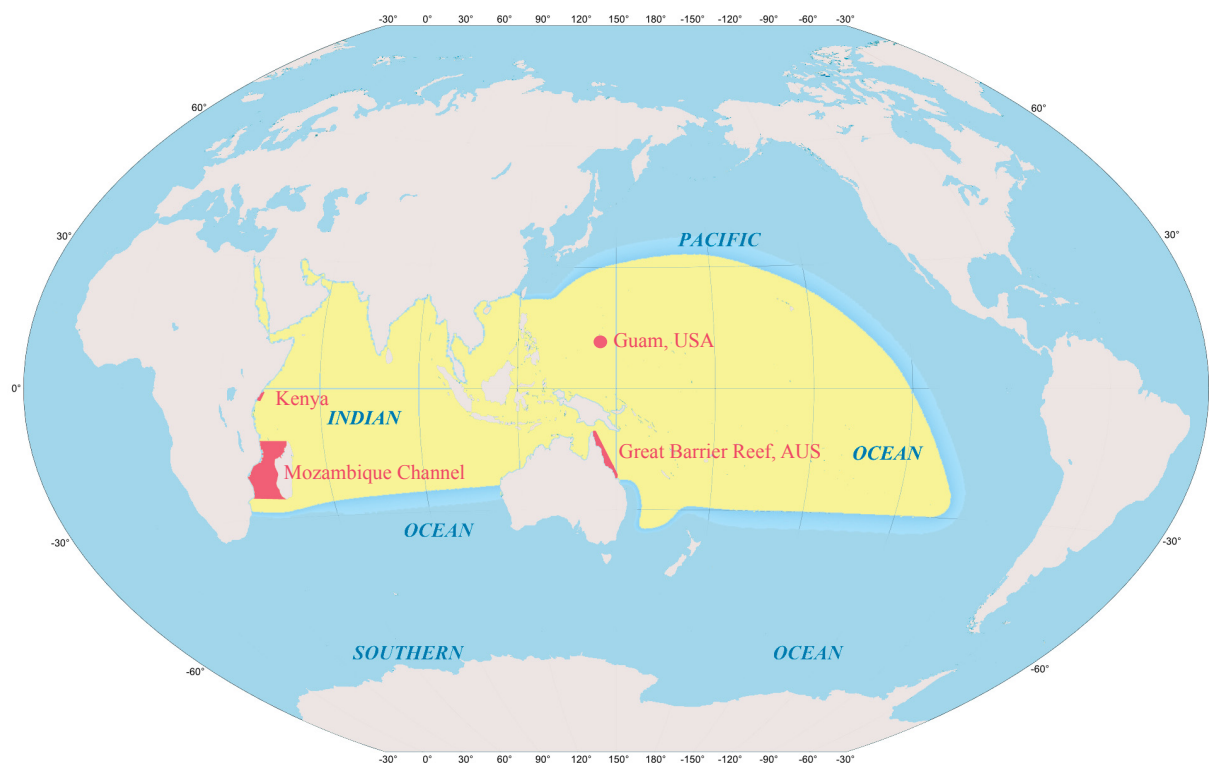 -30° 0° 30° 60° 90° 120° 150° 180° -150° -120° -90° -60° -30°
60° 60°
30° 30°
PACIFIC
Guam, USA
0° 0°
Kenya
INDIAN
Great Barrier Reef, AUS
OCEAN
Mozambique Channel
OCEAN
-30° -30°
SOUTHERN OCEAN
-60° -60°
-30° 0° 30° 60° 90° 120° 150° 180° -150° -120° -90° -60° -30°